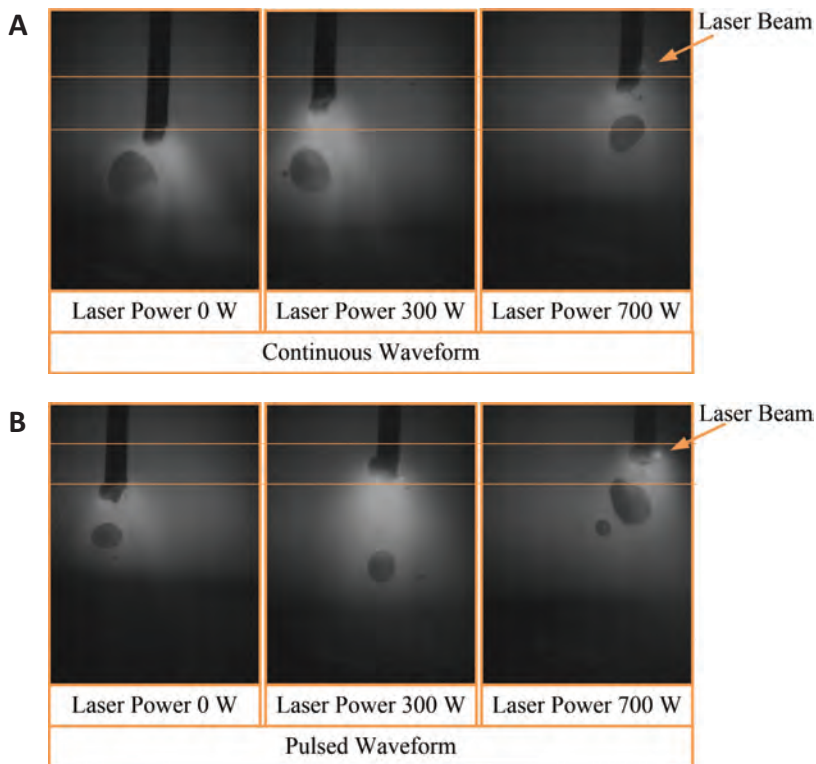 A
Laser Beam
Laser Power 0 W
Laser Power 300 W
Laser Power 700 W
Continuous Waveform
B
Laser Beam
Laser Power 0 W
Laser Power 300 W
Laser Power 700 W
Pulsed Waveform